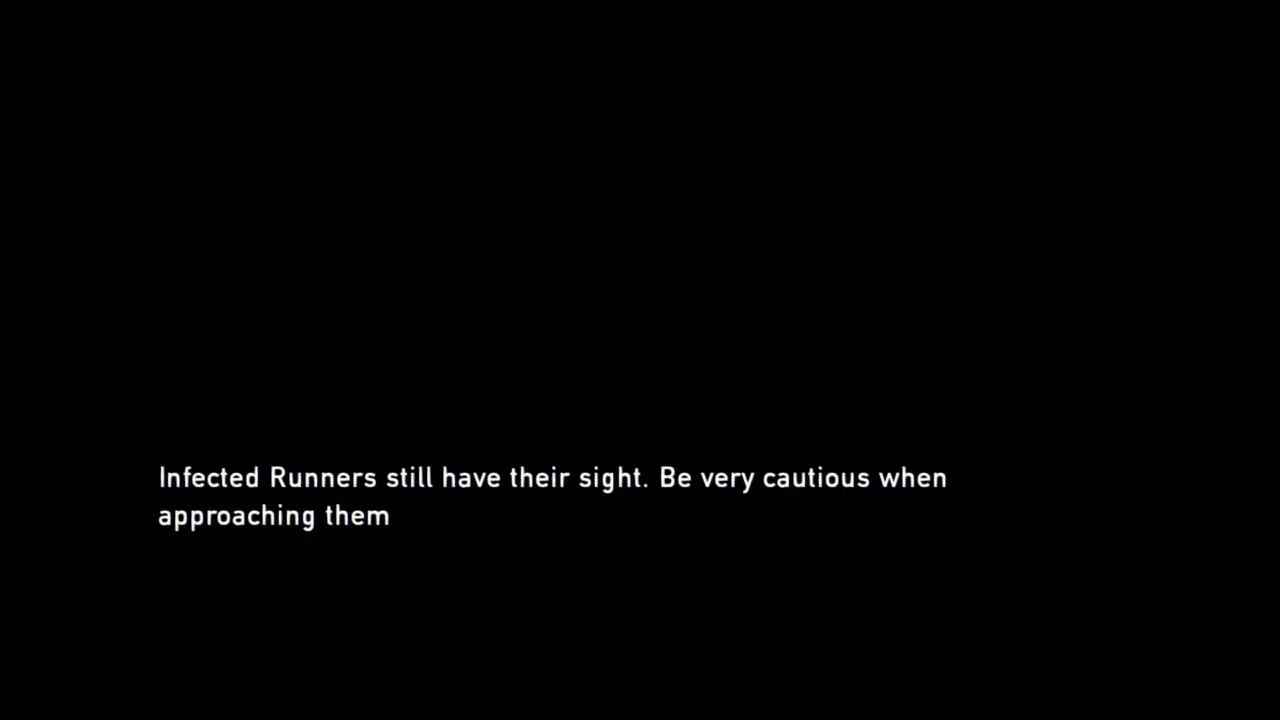 Infected Runners still have their sight. Be very cautious when
approaching them